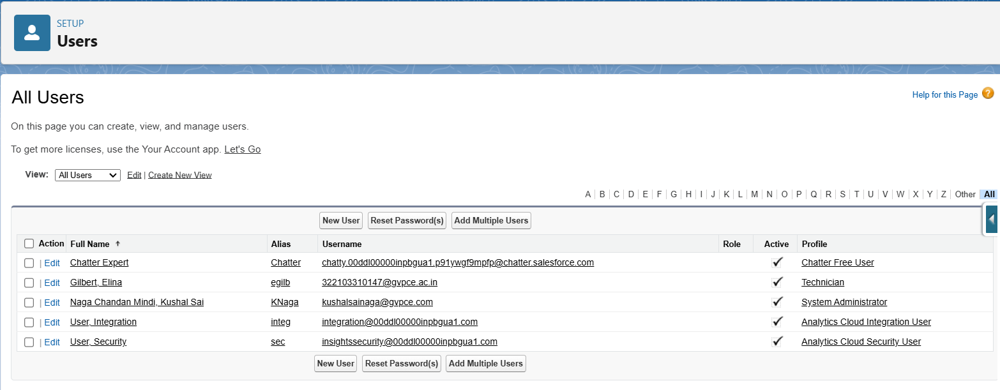 SETUP
Users
All Users
Help for this Page ?
On this page you can create, view, and manage users.
To get more licenses, use the Your Account app. Let's Go
View: All Users Edit | Create New View
A | B | C | D | E | F | G | H | I | J | K | L | M | N | O | P | Q | R | S | T | U | V | W | X | Y | Z | Other | All
New User Reset Password(s) Add Multiple Users
Action Full Name ↑ Alias Username Role Active Profile
| Edit Chatter Expert Chatter chatty.00ddl00000inpbgua1.p91ywgf9mpfp@chatter.salesforce.com ✓ Chatter Free User
| Edit Gilbert, Elina egilb 322103310147@gvpce.ac.in ✓ Technician
| Edit Naga Chandan Mindi, Kushal Sai KNaga kushalsainaga@gvpce.com ✓ System Administrator
| Edit User, Integration integ integration@00ddl00000inpbgua1.com ✓ Analytics Cloud Integration User
| Edit User, Security sec insightssecurity@00ddl00000inpbgua1.com ✓ Analytics Cloud Security User
New User Reset Password(s) Add Multiple Users